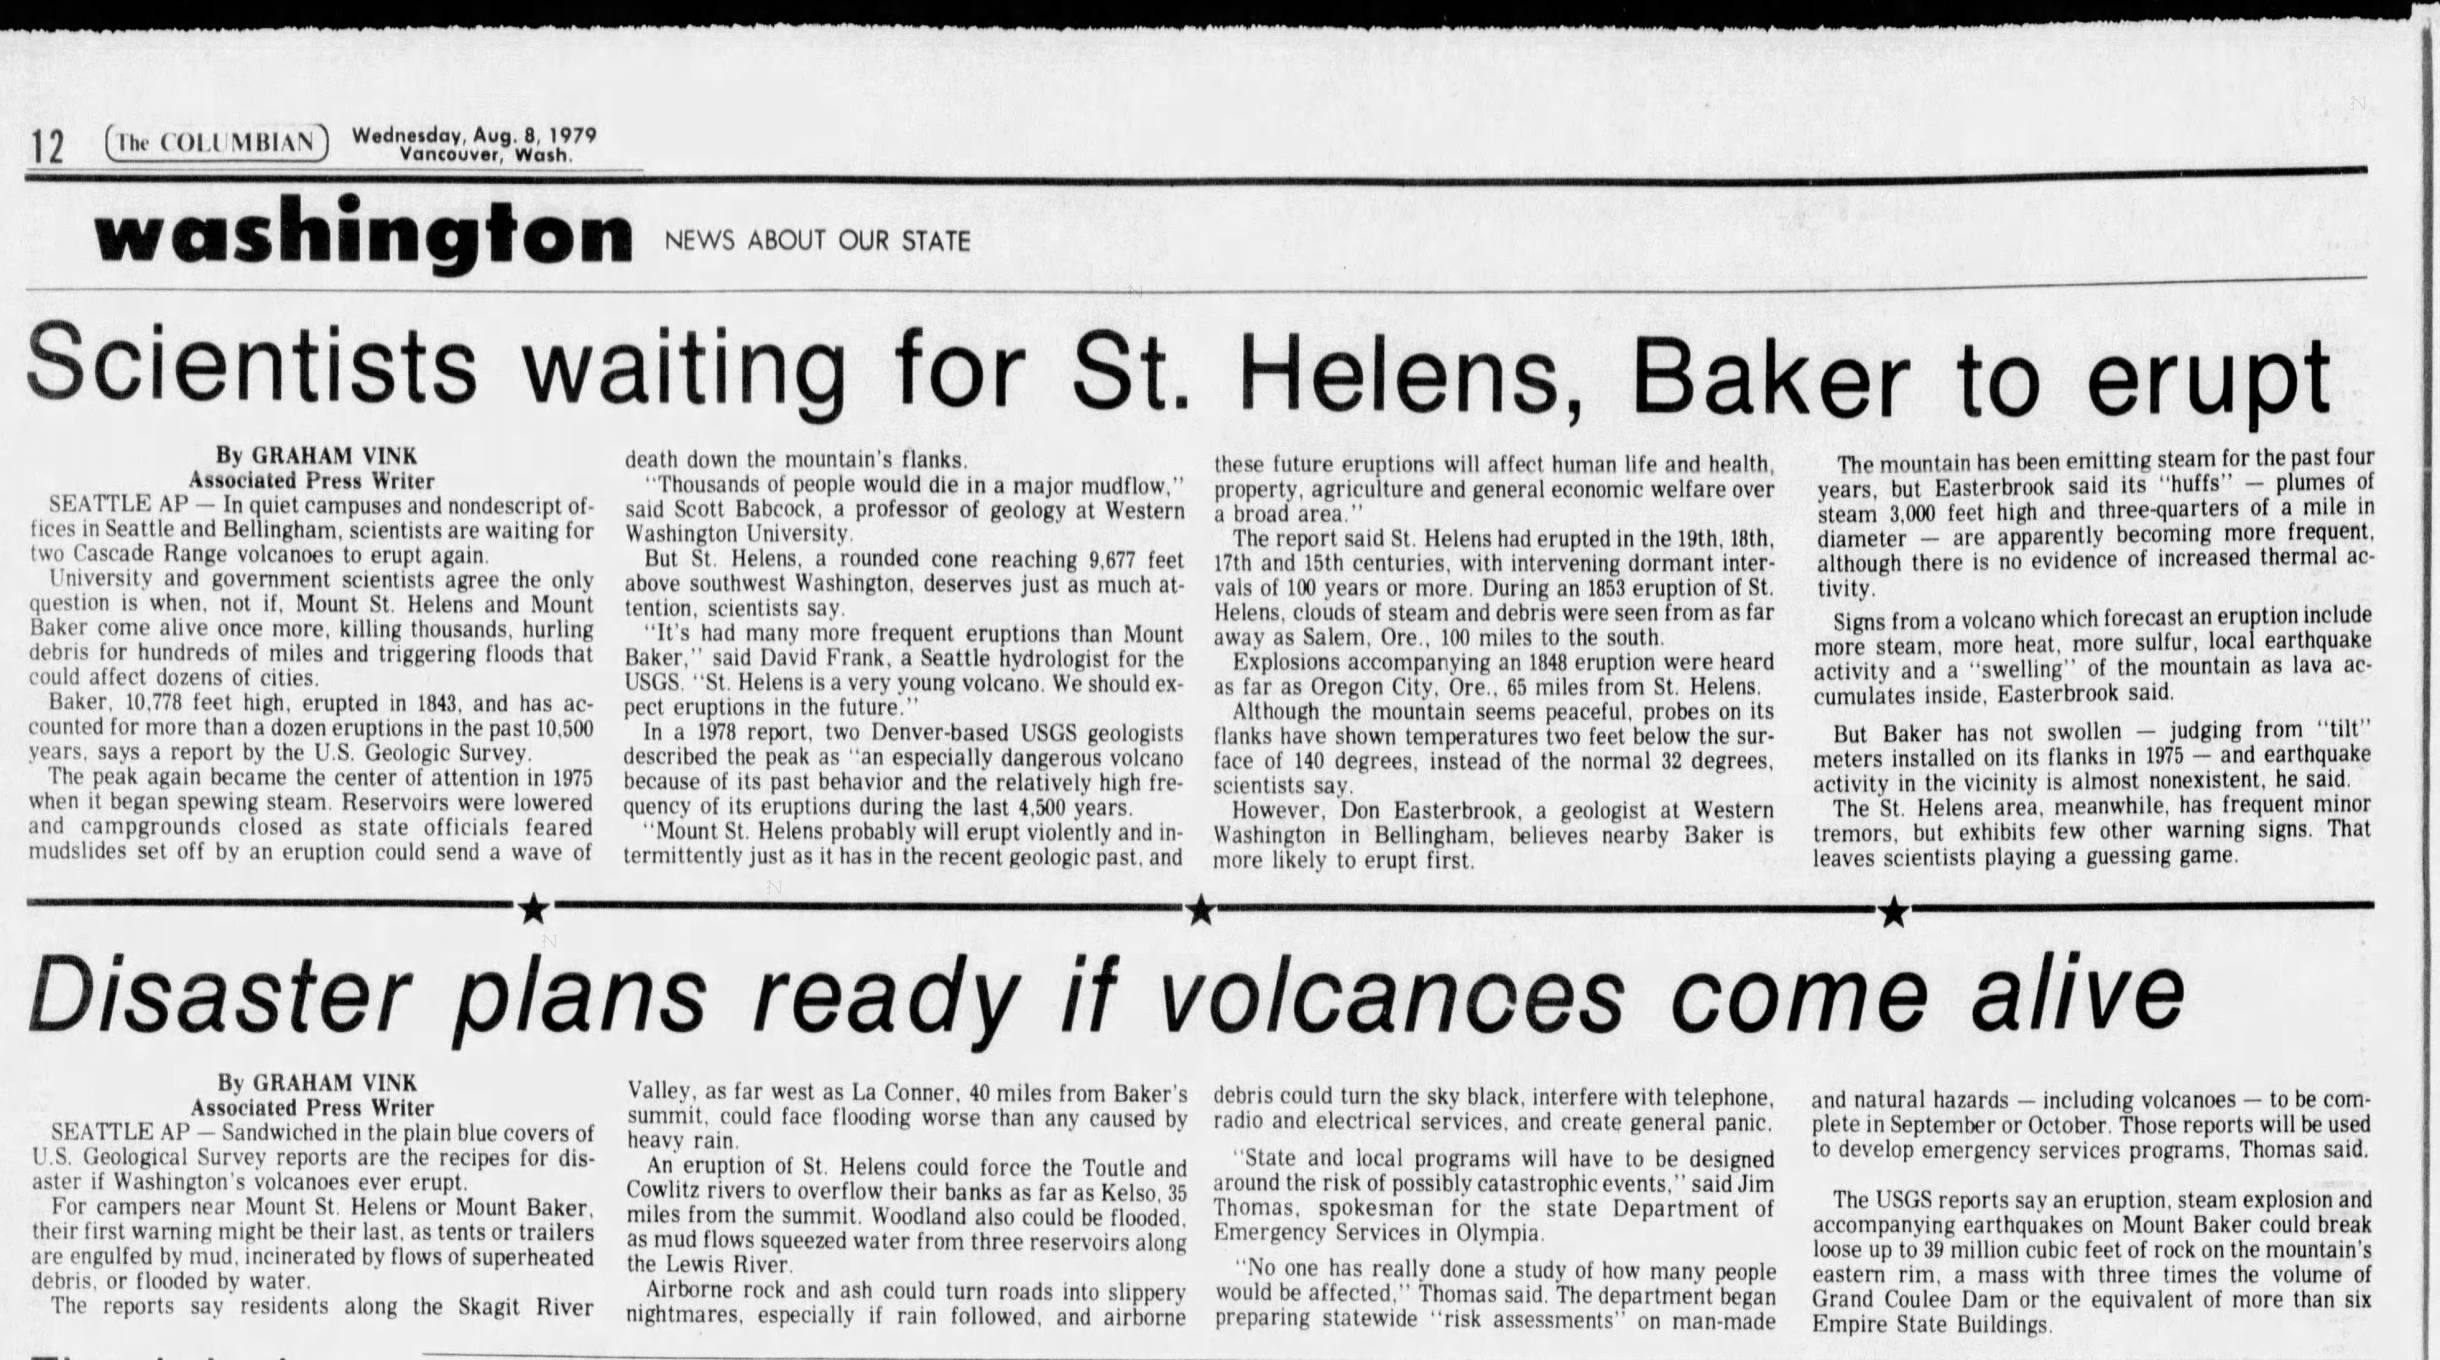 12 The COLUMBIAN Wednesday, Aug. 8, 1979
Vancouver, Wash.
washington NEWS ABOUT OUR STATE
Scientists waiting for St. Helens, Baker to erupt
By GRAHAM VINK
Associated Press Writer
SEATTLE AP — In quiet campuses and nondescript of-
fices in Seattle and Bellingham, scientists are waiting for
two Cascade Range volcanoes to erupt again.
University and government scientists agree the only
question is when, not if, Mount St. Helens and Mount
Baker come alive once more, killing thousands, hurling
debris for hundreds of miles and triggering floods that
could affect dozens of cities.
Baker, 10,778 feet high, erupted in 1843, and has ac-
counted for more than a dozen eruptions in the past 10,500
years, says a report by the U.S. Geologic Survey.
The peak again became the center of attention in 1975
when it began spewing steam. Reservoirs were lowered
and campgrounds closed as state officials feared
mudslides set off by an eruption could send a wave of
death down the mountain's flanks.
"Thousands of people would die in a major mudflow,"
said Scott Babcock, a professor of geology at Western
Washington University.
But St. Helens, a rounded cone reaching 9,677 feet
above southwest Washington, deserves just as much at-
tention, scientists say.
"It's had many more frequent eruptions than Mount
Baker," said David Frank, a Seattle hydrologist for the
USGS. "St. Helens is a very young volcano. We should ex-
pect eruptions in the future."
In a 1978 report, two Denver-based USGS geologists
described the peak as "an especially dangerous volcano
because of its past behavior and the relatively high fre-
quency of its eruptions during the last 4,500 years.
"Mount St. Helens probably will erupt violently and in-
termittently just as it has in the recent geologic past, and
these future eruptions will affect human life and health,
property, agriculture and general economic welfare over
a broad area."
The report said St. Helens had erupted in the 19th, 18th,
17th and 15th centuries, with intervening dormant inter-
vals of 100 years or more. During an 1853 eruption of St.
Helens, clouds of steam and debris were seen from as far
away as Salem, Ore., 100 miles to the south.
Explosions accompanying an 1848 eruption were heard
as far as Oregon City, Ore., 65 miles from St. Helens.
Although the mountain seems peaceful, probes on its
flanks have shown temperatures two feet below the sur-
face of 140 degrees, instead of the normal 32 degrees,
scientists say.
However, Don Easterbrook, a geologist at Western
Washington in Bellingham, believes nearby Baker is
more likely to erupt first.
The mountain has been emitting steam for the past four
years, but Easterbrook said its "huffs" — plumes of
steam 3,000 feet high and three-quarters of a mile in
diameter — are apparently becoming more frequent,
although there is no evidence of increased thermal ac-
tivity.
Signs from a volcano which forecast an eruption include
more steam, more heat, more sulfur, local earthquake
activity and a "swelling" of the mountain as lava ac-
cumulates inside, Easterbrook said.
But Baker has not swollen — judging from "tilt"
meters installed on its flanks in 1975 — and earthquake
activity in the vicinity is almost nonexistent, he said.
The St. Helens area, meanwhile, has frequent minor
tremors, but exhibits few other warning signs. That
leaves scientists playing a guessing game.
Disaster plans ready if volcances come alive
By GRAHAM VINK
Associated Press Writer
SEATTLE AP — Sandwiched in the plain blue covers of
U.S. Geological Survey reports are the recipes for dis-
aster if Washington's volcanoes ever erupt.
For campers near Mount St. Helens or Mount Baker,
their first warning might be their last, as tents or trailers
are engulfed by mud, incinerated by flows of superheated
debris, or flooded by water.
The reports say residents along the Skagit River
Valley, as far west as La Conner, 40 miles from Baker's
summit, could face flooding worse than any caused by
heavy rain.
An eruption of St. Helens could force the Toutle and
Cowlitz rivers to overflow their banks as far as Kelso, 35
miles from the summit. Woodland also could be flooded,
as mud flows squeezed water from three reservoirs along
the Lewis River.
Airborne rock and ash could turn roads into slippery
nightmares, especially if rain followed, and airborne
debris could turn the sky black, interfere with telephone,
radio and electrical services, and create general panic.
"State and local programs will have to be designed
around the risk of possibly catastrophic events," said Jim
Thomas, spokesman for the state Department of
Emergency Services in Olympia.
"No one has really done a study of how many people
would be affected," Thomas said. The department began
preparing statewide "risk assessments" on man-made
and natural hazards — including volcanoes — to be com-
plete in September or October. Those reports will be used
to develop emergency services programs, Thomas said.
The USGS reports say an eruption, steam explosion and
accompanying earthquakes on Mount Baker could break
loose up to 39 million cubic feet of rock on the mountain's
eastern rim, a mass with three times the volume of
Grand Coulee Dam or the equivalent of more than six
Empire State Buildings.